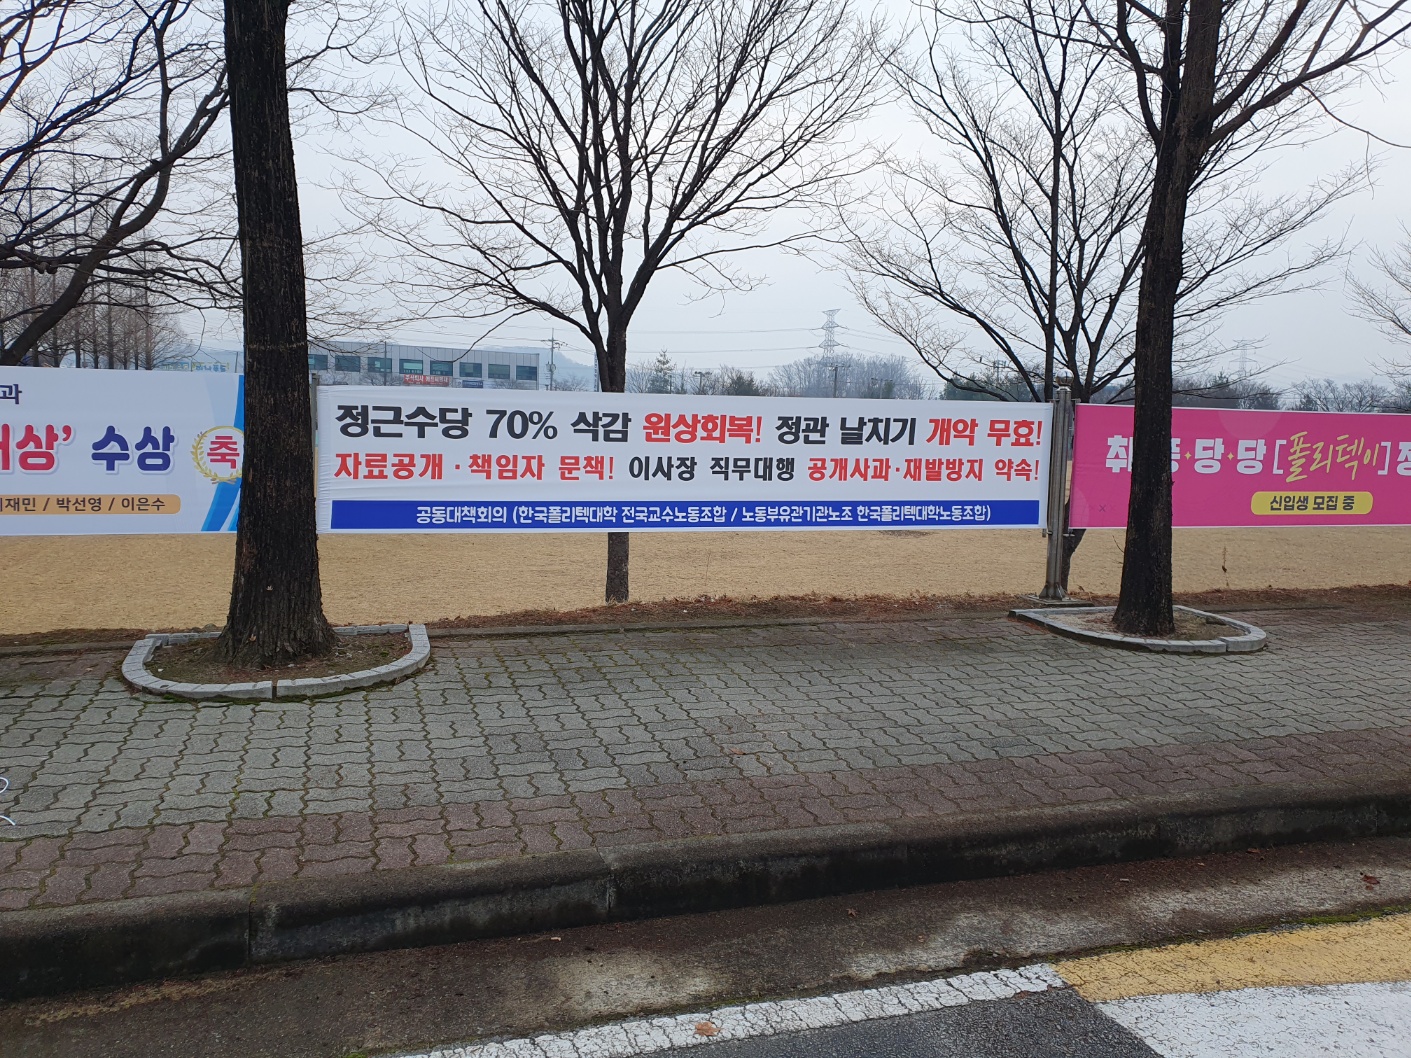 과
수상
축
재민 / 박선영 / 이은수
정근수당 70% 삭감 원상회복! 정관 날치기 개악 무효!
자료공개 · 책임자 문책! 이사장 직무대행 공개사과·재발방지 약속!
공동대책회의 (한국폴리텍대학 전국교수노동조합 / 노동부유관기관노조 한국폴리텍대학노동조합)
당·당 [폴리텍이]
신입생 모집 중